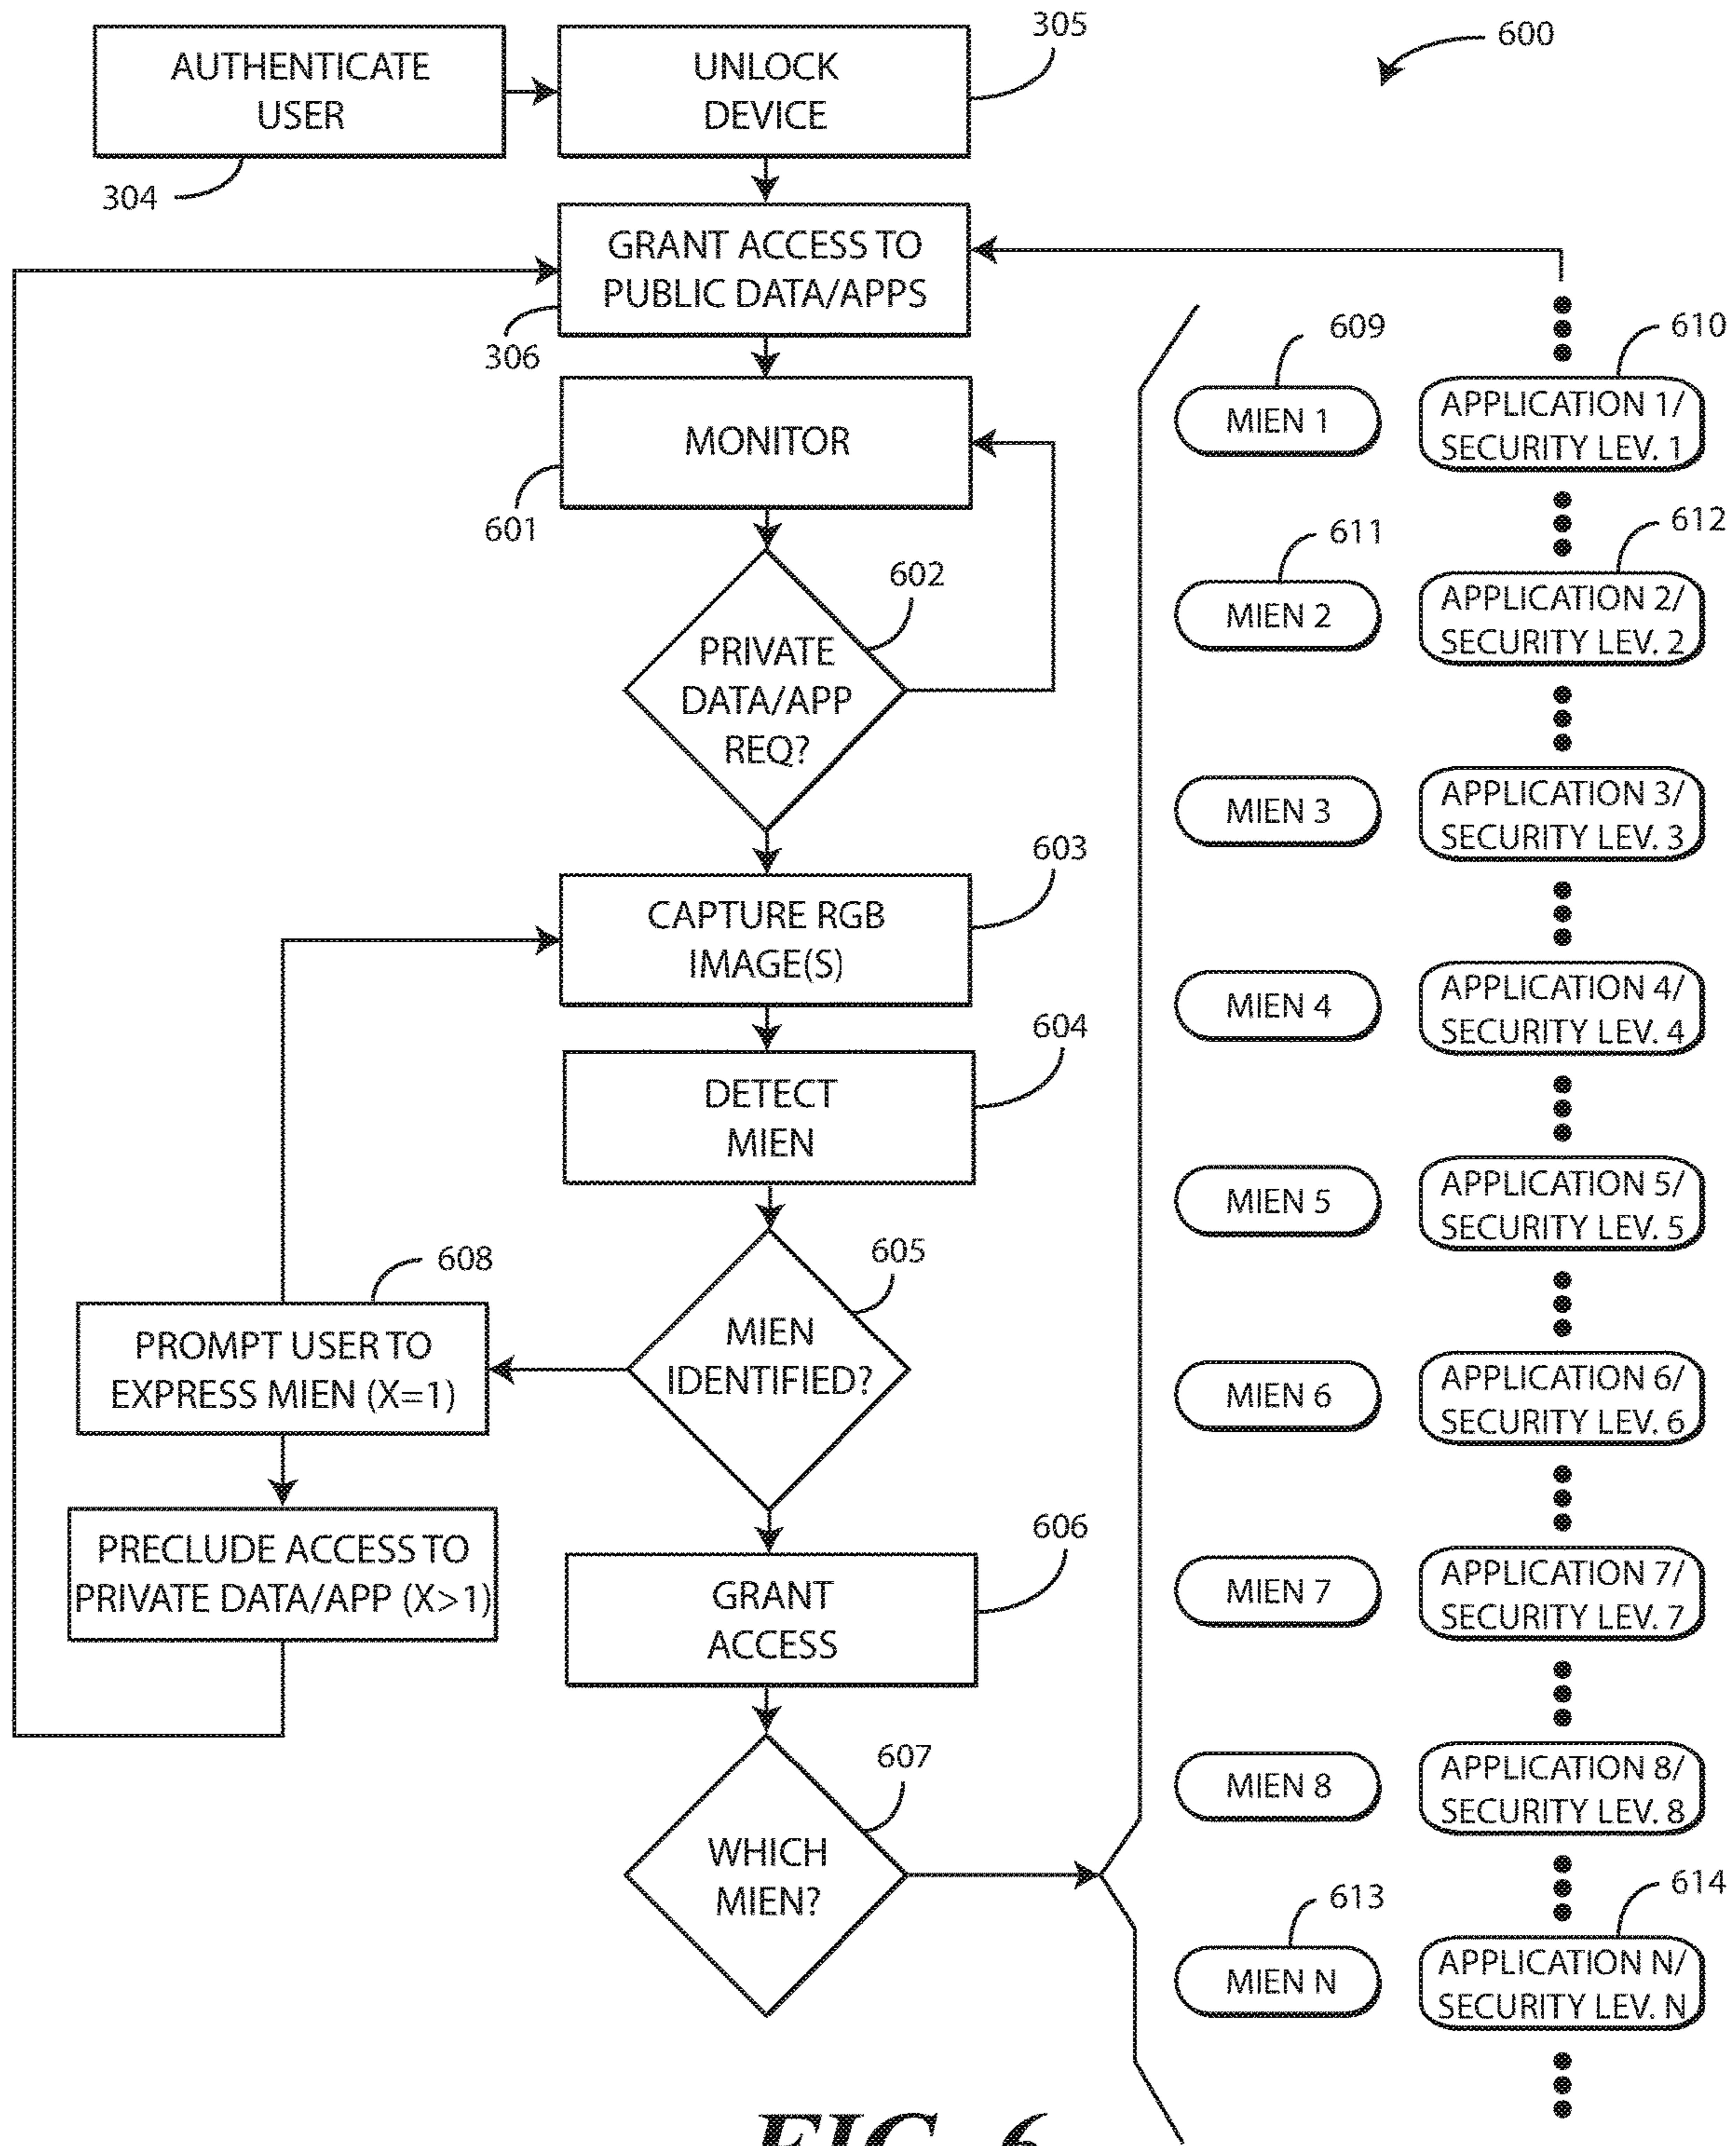 AUTHENTICATE
USER
304
UNLOCK
DEVICE
305
600
GRANT ACCESS TO
PUBLIC DATA/APPS
306
MONITOR
601
602
PRIVATE
DATA/APP
REQ?
CAPTURE RGB
IMAGE(S)
603
DETECT
MIEN
604
605
MIEN
IDENTIFIED?
608
PROMPT USER TO
EXPRESS MIEN (X=1)
PRECLUDE ACCESS TO
PRIVATE DATA/APP (X>1)
GRANT
ACCESS
606
607
WHICH
MIEN?
609
MIEN 1
610
APPLICATION 1/
SECURITY LEV. 1
611
MIEN 2
612
APPLICATION 2/
SECURITY LEV. 2
MIEN 3
APPLICATION 3/
SECURITY LEV. 3
MIEN 4
APPLICATION 4/
SECURITY LEV. 4
MIEN 5
APPLICATION 5/
SECURITY LEV. 5
MIEN 6
APPLICATION 6/
SECURITY LEV. 6
MIEN 7
APPLICATION 7/
SECURITY LEV. 7
MIEN 8
APPLICATION 8/
SECURITY LEV. 8
613
MIEN N
614
APPLICATION N/
SECURITY LEV. N
FIG. 6